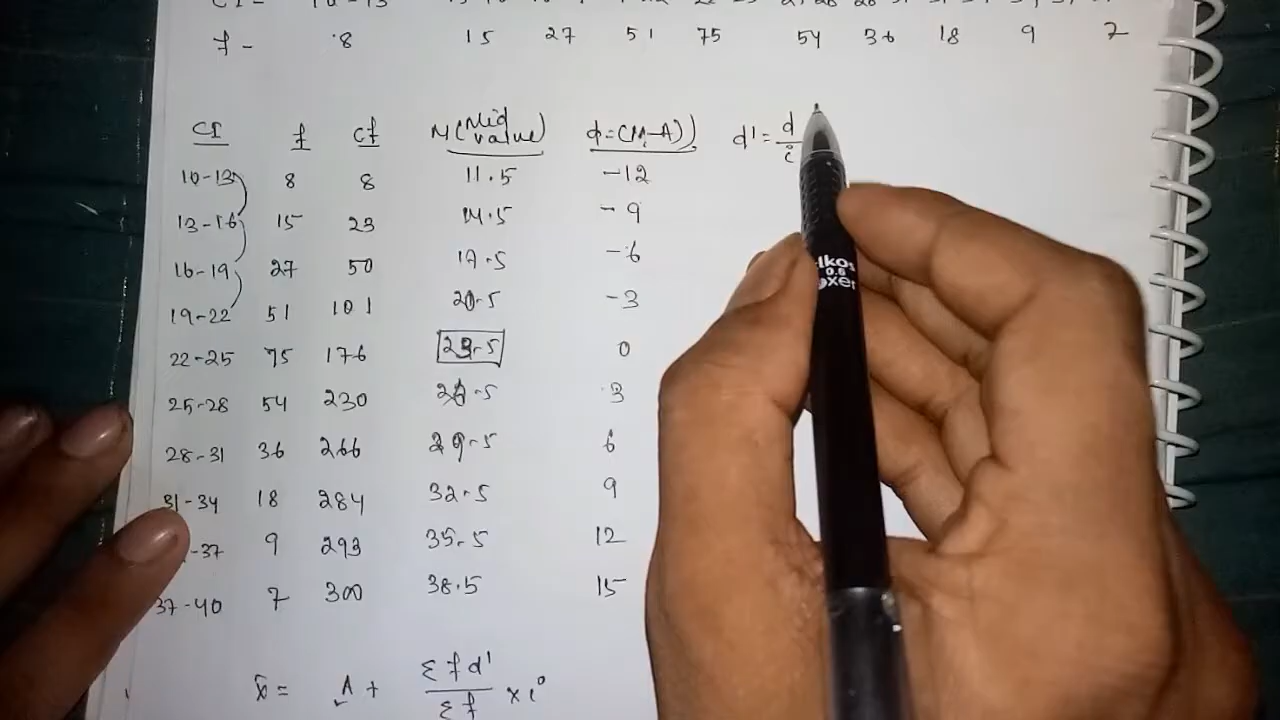 f - 8 15 27 51 75 54 36 18 9 7
CI f cf M(Mid value) d=(M-A)) d' = d/i
10-13 8 8 11.5 -12
13-16 15 23 14.5 -9
16-19 27 50 17.5 -6
19-22 51 101 20.5 -3
22-25 75 176 23.5 0
25-28 54 230 26.5 3
28-31 36 266 29.5 6
31-34 18 284 32.5 9
-37 9 293 35.5 12
37-40 7 300 38.5 15
x̄ = A + Σfd'/Σf × i
lkos
0.6
oxer